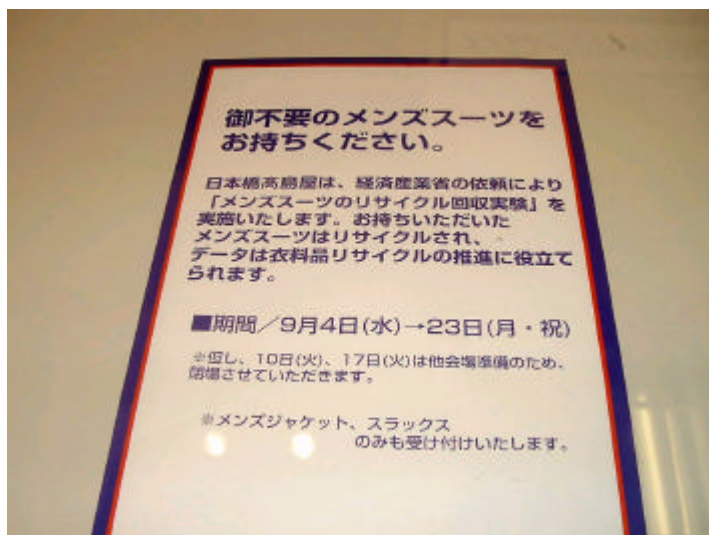 御不要のメンズスーツを
お持ちください。
日本橋高島屋は、経済産業省の依頼により
「メンズスーツのリサイクル回収実験」を
実施いたします。お持ちいただいた
メンズスーツはリサイクルされ、
データは衣料品リサイクルの推進に役立て
られます。
■期間/9月4日(水)→23日(月・祝)
※但し、10日(火)、17日(火)は他会場準備のため、
閉場させていただきます。
※メンズジャケット、スラックス
のみも受け付けいたします。